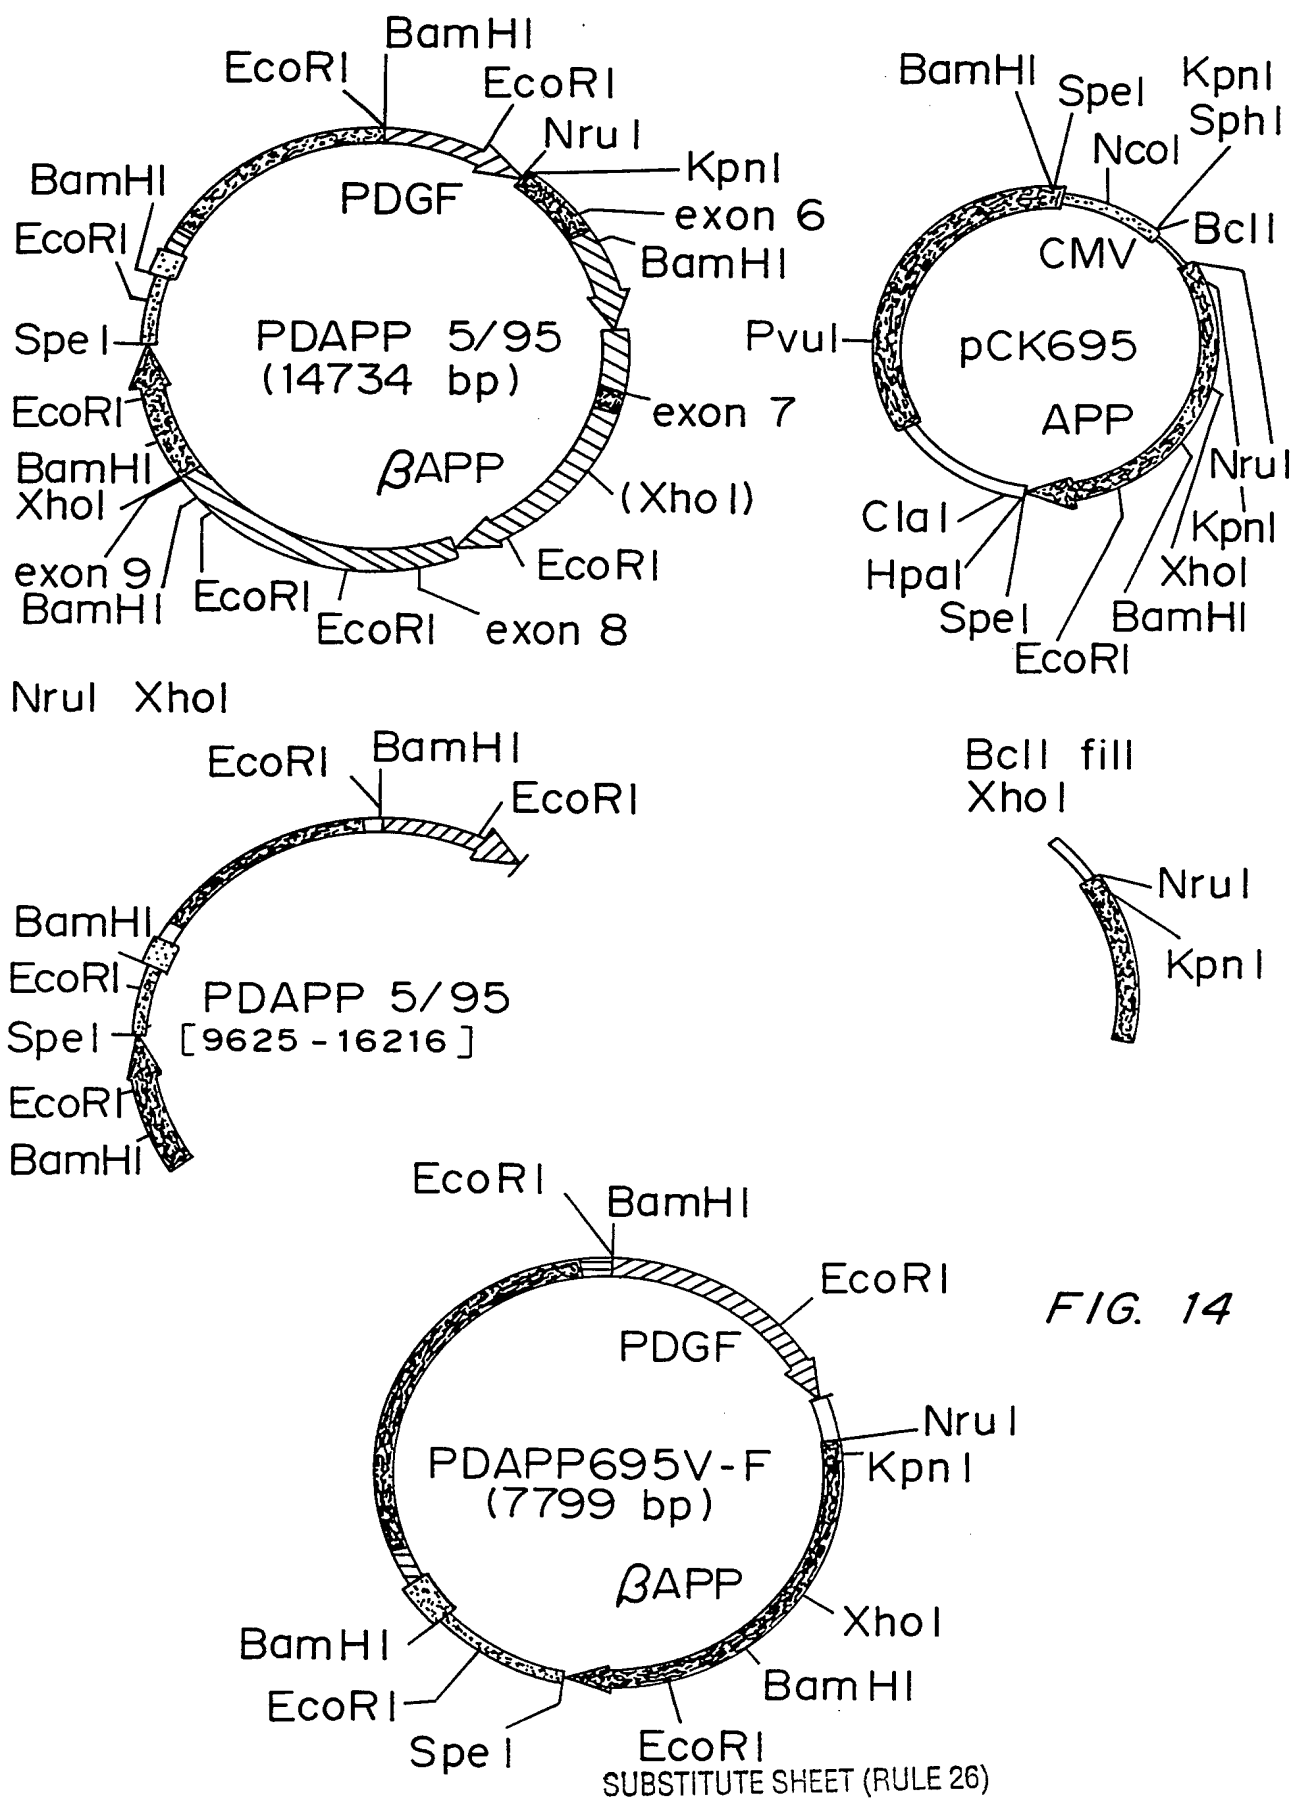 BamHI
EcoRI
EcoRI
NruI
KpnI
exon 6
BamHI
BamHI
EcoRI
SpeI
EcoRI
BamHI
XhoI
exon 9
BamHI
EcoRI
EcoRI
exon 8
EcoRI
(XhoI)
exon 7
PDGF
PDAPP 5/95
(14734 bp)
βAPP
BamHI
SpeI
KpnI
SphI
NcoI
BclI
CMV
PvuI
pCK695
APP
NruI
KpnI
XhoI
BamHI
EcoRI
SpeI
HpaI
ClaI
NruI XhoI
EcoRI
BamHI
EcoRI
BamHI
EcoRI
SpeI
EcoRI
BamHI
PDAPP 5/95
[9625-16216]
BclI fill
XhoI
NruI
KpnI
EcoRI
BamHI
EcoRI
PDGF
FIG. 14
NruI
KpnI
PDAPP695V-F
(7799 bp)
βAPP
XhoI
BamHI
BamHI
EcoRI
SpeI
EcoRI
SUBSTITUTE SHEET (RULE 26)